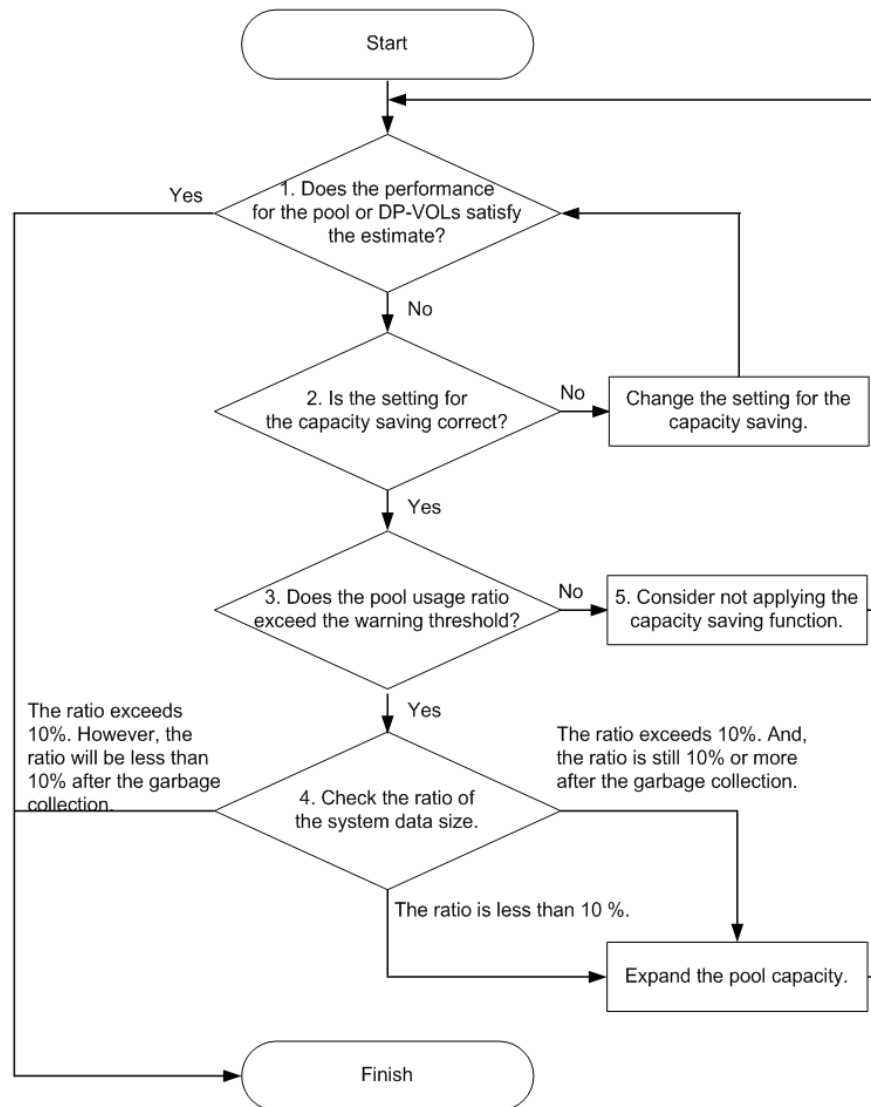 Start
Yes
1. Does the performance
for the pool or DP-VOLs satisfy
the estimate?
No
2. Is the setting for
the capacity saving correct?
No
Change the setting for the
capacity saving.
Yes
3. Does the pool usage ratio
exceed the warning threshold?
No
5. Consider not applying the
capacity saving function.
Yes
The ratio exceeds
10%. However, the
ratio will be less than
10% after the garbage
collection.
The ratio exceeds 10%. And,
the ratio is still 10% or more
after the garbage collection.
4. Check the ratio of
the system data size.
The ratio is less than 10 %.
Expand the pool capacity.
Finish